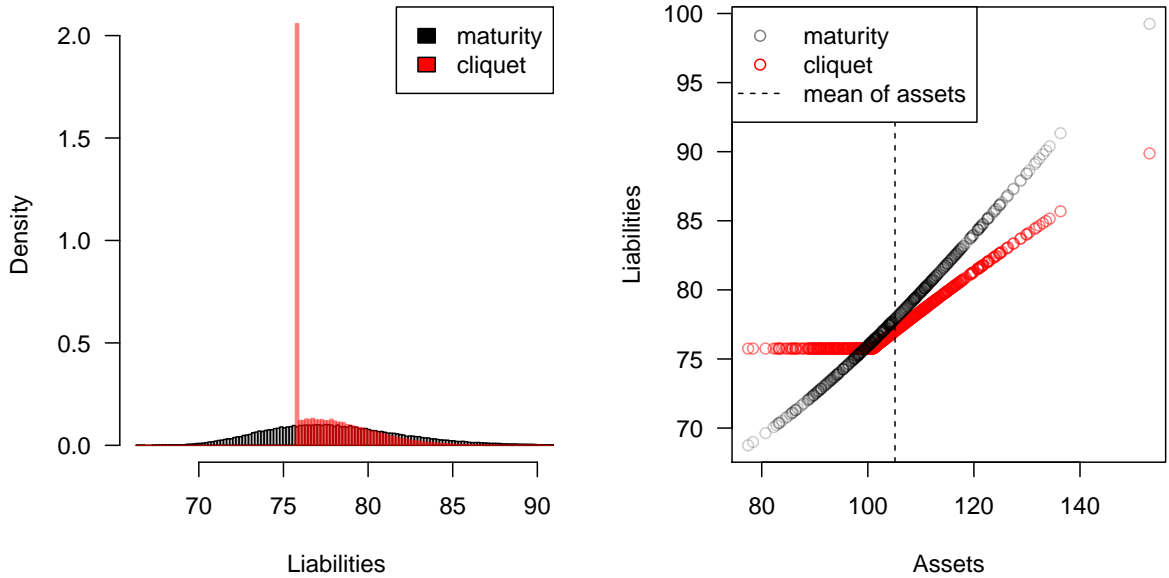 2.0
1.5
1.0
0.5
0.0
Density
70 75 80 85 90
Liabilities
maturity
cliquet
100
95
90
85
80
75
70
Liabilities
80 100 120 140
Assets
maturity
cliquet
mean of assets